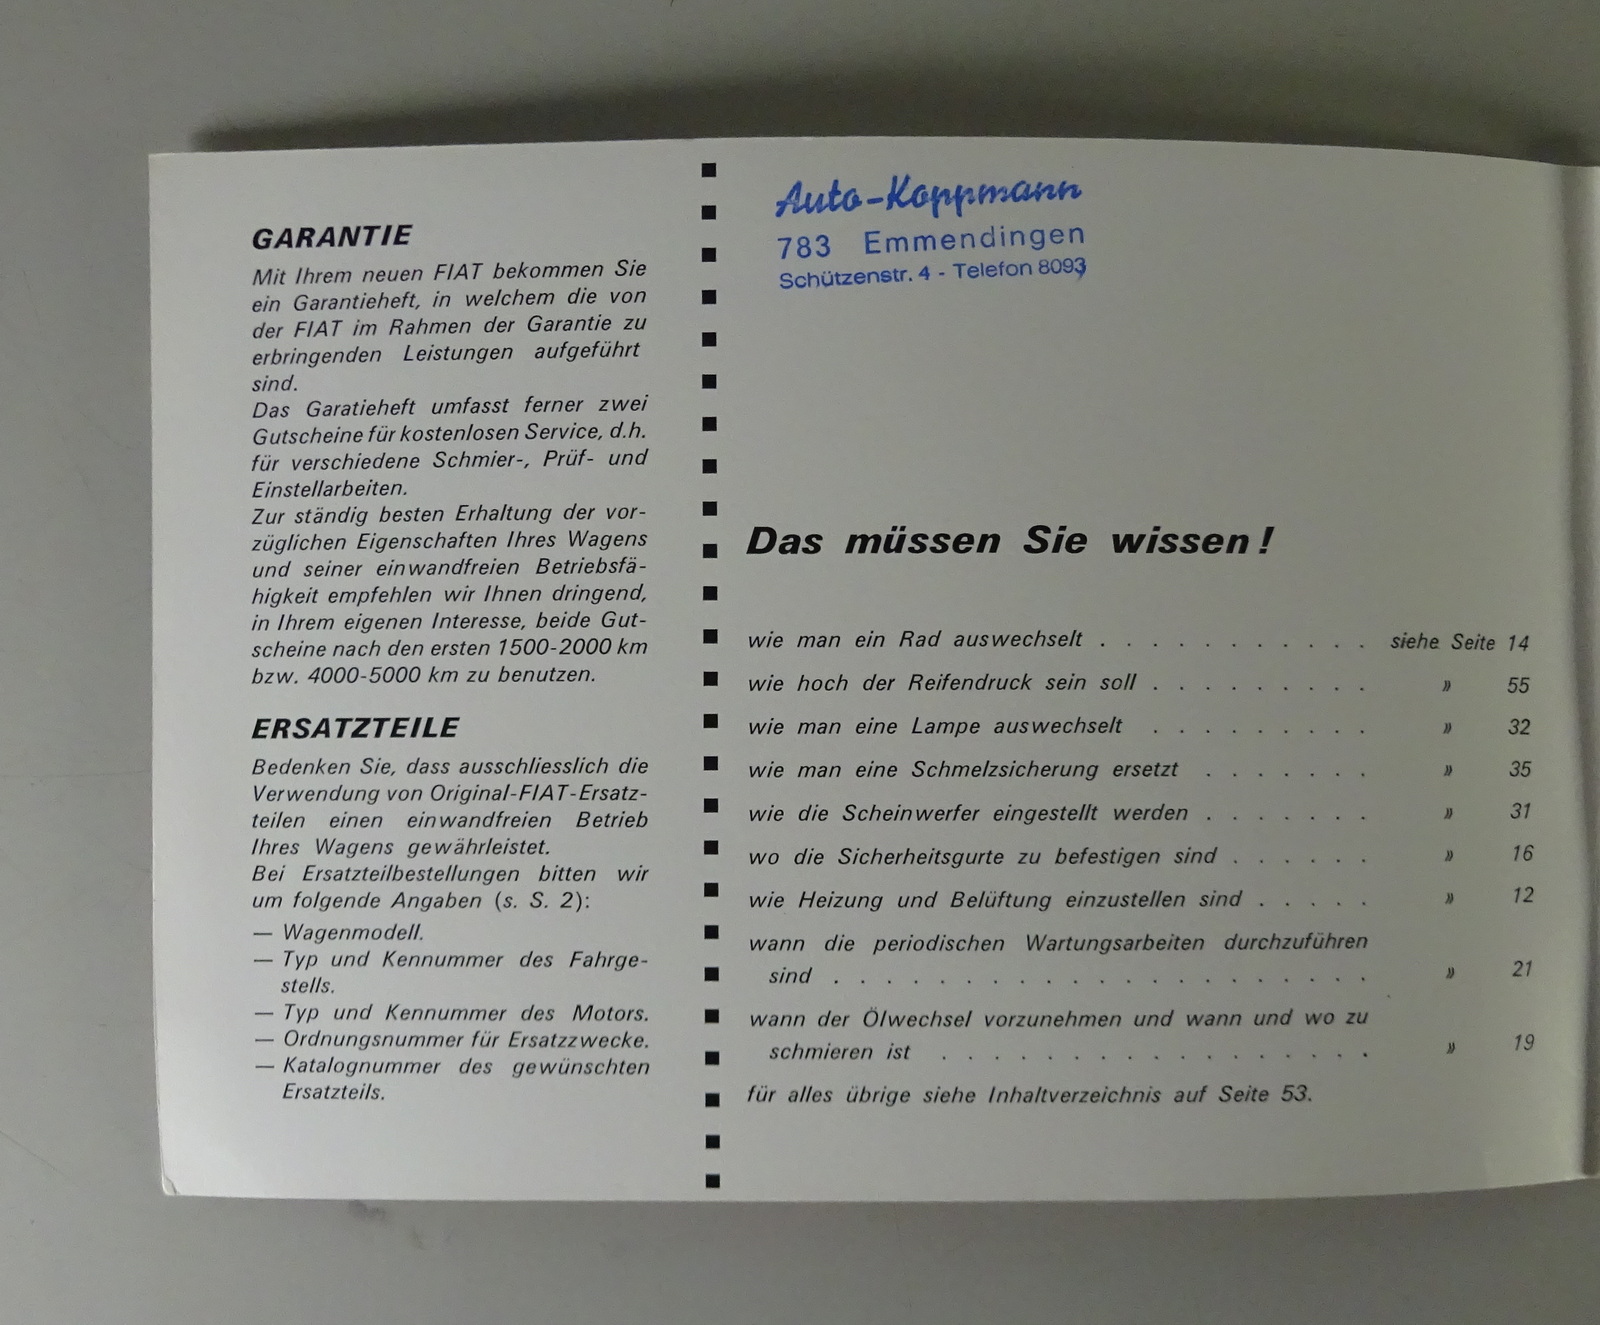 GARANTIE
Mit Ihrem neuen FIAT bekommen Sie
ein Garantieheft, in welchem die von
der FIAT im Rahmen der Garantie zu
erbringenden Leistungen aufgeführt
sind.
Das Garatieheft umfasst ferner zwei
Gutscheine für kostenlosen Service, d.h.
für verschiedene Schmier-, Prüf- und
Einstellarbeiten.
Zur ständig besten Erhaltung der vor-
züglichen Eigenschaften Ihres Wagens
und seiner einwandfreien Betriebsfä-
higkeit empfehlen wir Ihnen dringend,
in Ihrem eigenen Interesse, beide Gut-
scheine nach den ersten 1500-2000 km
bzw. 4000-5000 km zu benutzen.
ERSATZTEILE
Bedenken Sie, dass ausschliesslich die
Verwendung von Original-FIAT-Ersatz-
teilen einen einwandfreien Betrieb
Ihres Wagens gewährleistet.
Bei Ersatzteilbestellungen bitten wir
um folgende Angaben (s. S. 2):
— Wagenmodell.
— Typ und Kennummer des Fahrge-
stells.
— Typ und Kennummer des Motors.
— Ordnungsnummer für Ersatzzwecke.
— Katalognummer des gewünschten
Ersatzteils.
Auto-Koppmann
783 Emmendingen
Schützenstr. 4 - Telefon 8093
Das müssen Sie wissen!
wie man ein Rad auswechselt . . . . . . . . . . . siehe Seite 14
wie hoch der Reifendruck sein soll . . . . . . . . . » 55
wie man eine Lampe auswechselt . . . . . . . . . » 32
wie man eine Schmelzsicherung ersetzt . . . . . . . » 35
wie die Scheinwerfer eingestellt werden . . . . . . . » 31
wo die Sicherheitsgurte zu befestigen sind . . . . . . » 16
wie Heizung und Belüftung einzustellen sind . . . . . » 12
wann die periodischen Wartungsarbeiten durchzuführen
sind . . . . . . . . . . . . . . . . . . . . » 21
wann der Ölwechsel vorzunehmen und wann und wo zu
schmieren ist . . . . . . . . . . . . . . . . » 19
für alles übrige siehe Inhaltverzeichnis auf Seite 53.